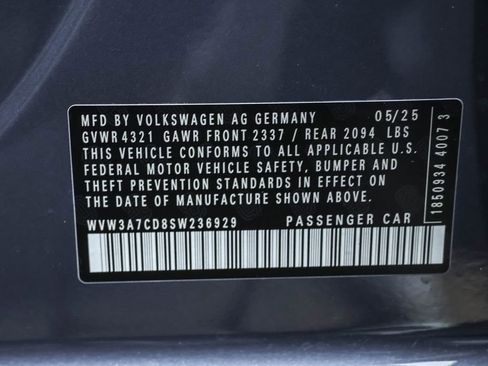 MFD BY VOLKSWAGEN AG GERMANY 05/25
GVWR 4321 GAWR FRONT 2337 / REAR 2094 LBS
THIS VEHICLE CONFORMS TO ALL APPLICABLE U.S.
FEDERAL MOTOR VEHICLE SAFETY, BUMPER AND
THEFT PREVENTION STANDARDS IN EFFECT ON THE
DATE OF MANUFACTURE SHOWN ABOVE.
WVW3A7CD8SW236929 PASSENGER CAR
1850934 4007 3